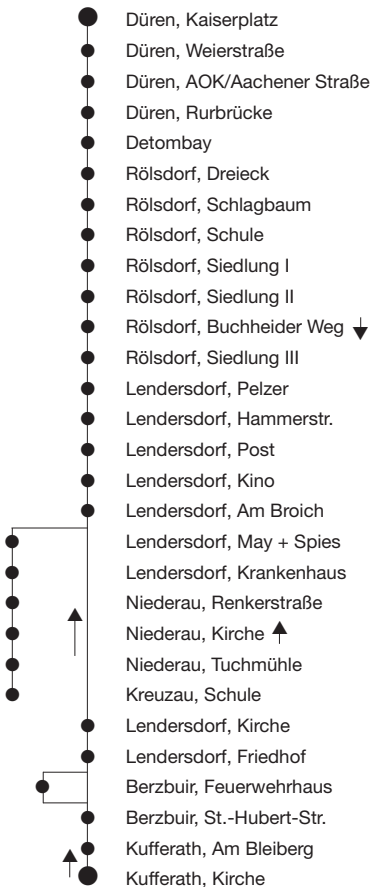 Düren, Kaiserplatz
Düren, Weierstraße
Düren, AOK/Aachener Straße
Düren, Rurbrücke
Detombay
Rölsdorf, Dreieck
Rölsdorf, Schlagbaum
Rölsdorf, Schule
Rölsdorf, Siedlung I
Rölsdorf, Siedlung II
Rölsdorf, Buchheider Weg
Rölsdorf, Siedlung III
Lendersdorf, Pelzer
Lendersdorf, Hammerstr.
Lendersdorf, Post
Lendersdorf, Kino
Lendersdorf, Am Broich
Lendersdorf, May + Spies
Lendersdorf, Krankenhaus
Niederau, Renkerstraße
Niederau, Kirche
Niederau, Tuchmühle
Kreuzau, Schule
Lendersdorf, Kirche
Lendersdorf, Friedhof
Berzbuir, Feuerwehrhaus
Berzbuir, St.-Hubert-Str.
Kufferath, Am Bleiberg
Kufferath, Kirche